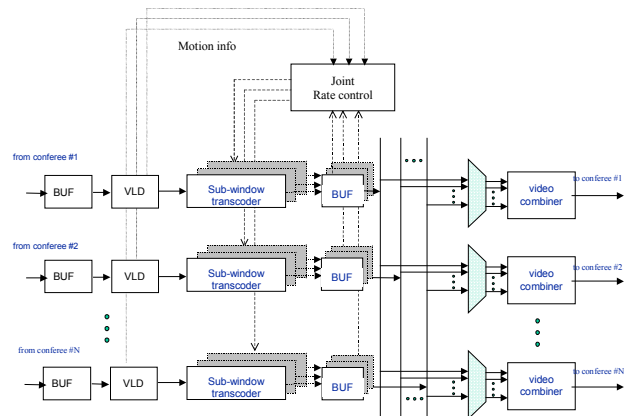 Motion info
Joint
Rate control
from conferee #1
BUF
VLD
Sub-window
transcoder
BUF
video
combiner
to conferee #1
from conferee #2
BUF
VLD
Sub-window
transcoder
BUF
video
combiner
to conferee #2
from conferee #N
BUF
VLD
Sub-window
transcoder
BUF
video
combiner
to conferee #N